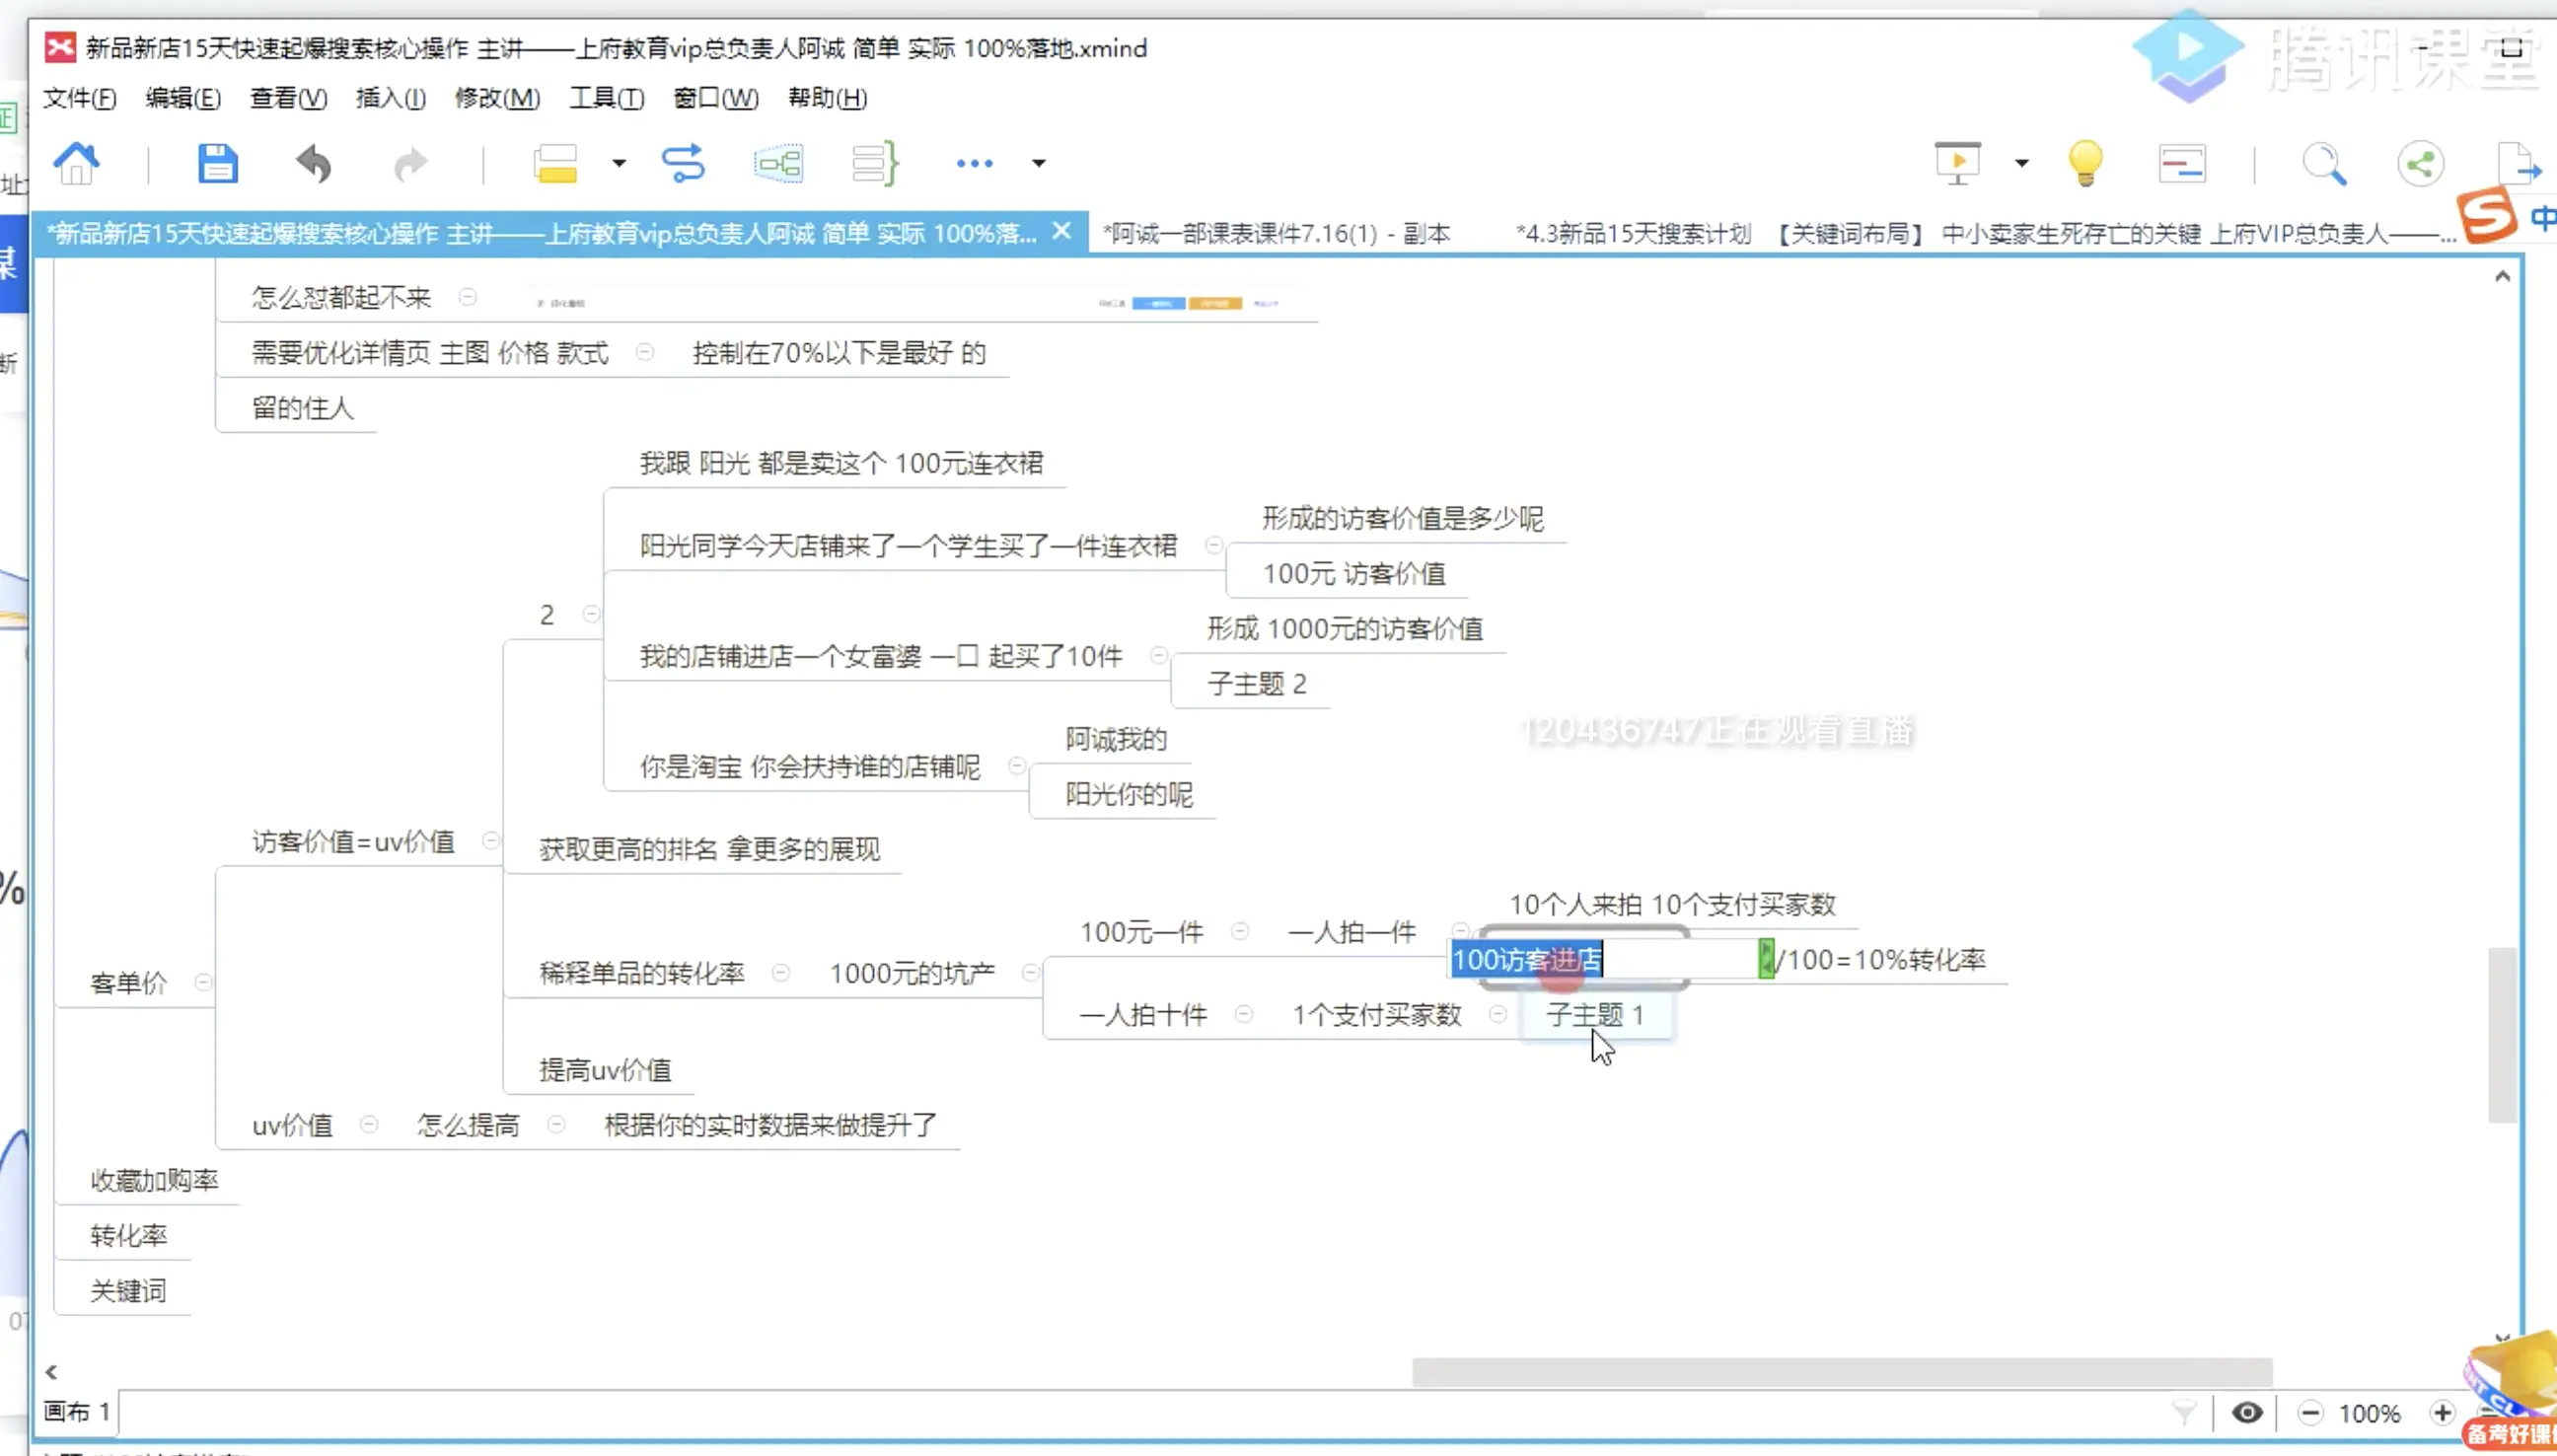 新品新店15天快速起爆搜索核心操作 主讲——上府教育vip总负责人阿诚 简单 实际 100%落地.xmind
腾讯课堂
文件(F) 编辑(E) 查看(V) 插入(I) 修改(M) 工具(T) 窗口(W) 帮助(H)
*新品新店15天快速起爆搜索核心操作 主讲——上府教育vip总负责人阿诚 简单 实际 100%落...
*阿诚一部课表课件7.16(1) - 副本
*4.3新品15天搜索计划 【关键词布局】 中小卖家生死存亡的关键 上府VIP总负责人——...
中
怎么怼都起不来
需要优化详情页 主图 价格 款式
控制在70%以下是最好 的
留的住人
我跟 阳光 都是卖这个 100元连衣裙
形成的访客价值是多少呢
阳光同学今天店铺来了一个学生买了一件连衣裙
100元 访客价值
2
形成 1000元的访客价值
我的店铺进店一个女富婆 一口 起买了10件
子主题 2
120436747正在观看直播
阿诚我的
你是淘宝 你会扶持谁的店铺呢
阳光你的呢
访客价值=uv价值
获取更高的排名 拿更多的展现
10个人来拍 10个支付买家数
100元一件
一人拍一件
100访客进店
/100=10%转化率
客单价
稀释单品的转化率
1000元的坑产
一人拍十件
1个支付买家数
子主题 1
提高uv价值
uv价值
怎么提高
根据你的实时数据来做提升了
收藏加购率
转化率
关键词
画布 1
100%
备考好课